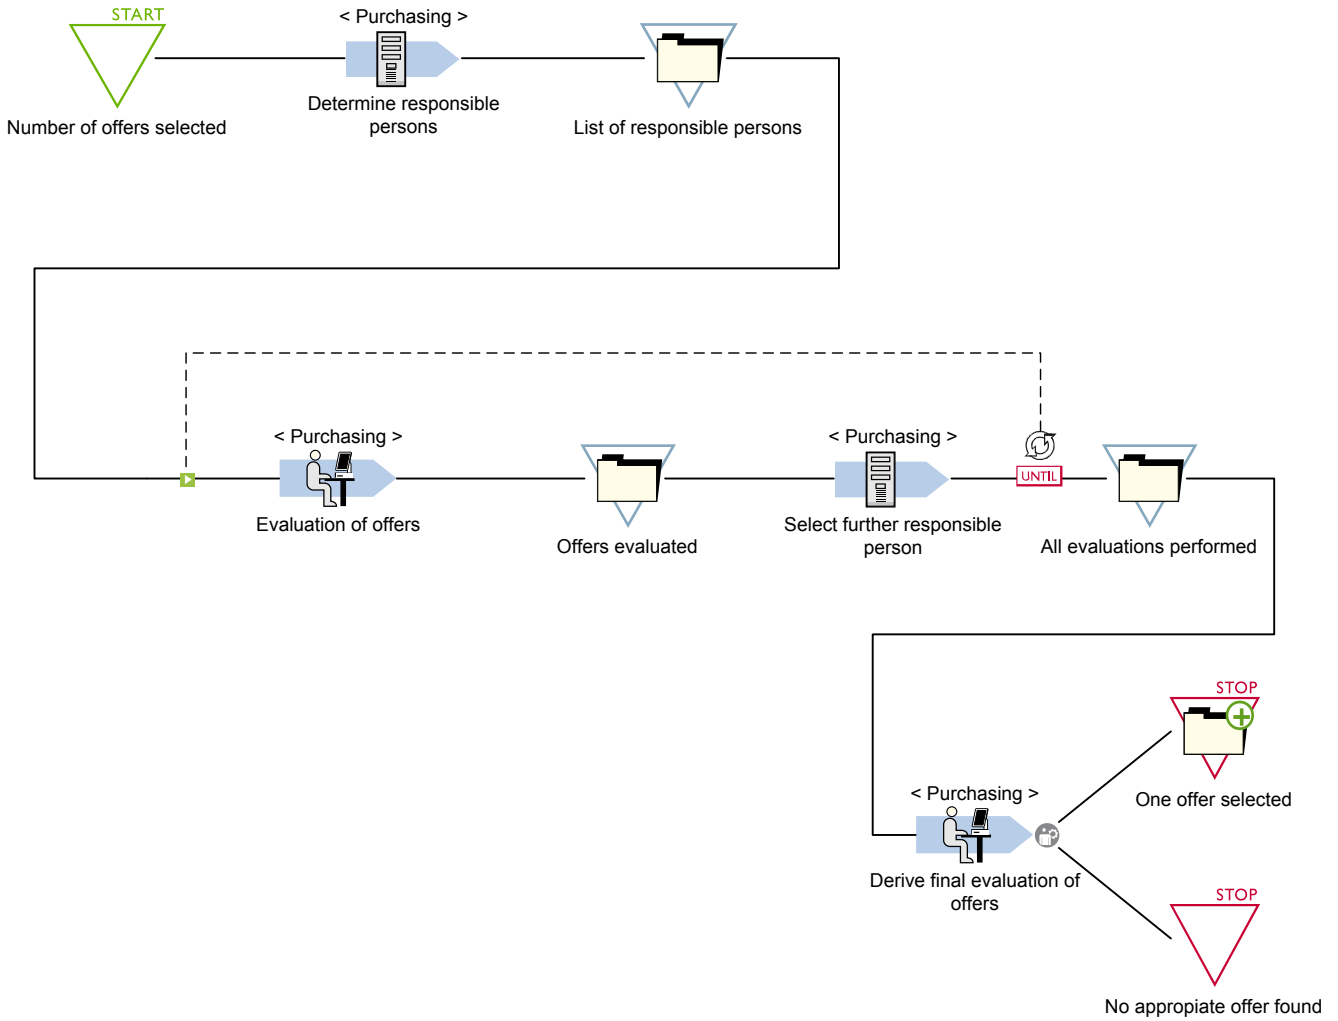 START
< Purchasing >
Determine responsible
persons
Number of offers selected
List of responsible persons
< Purchasing >
Evaluation of offers
Offers evaluated
< Purchasing >
Select further responsible
person
UNTIL
All evaluations performed
STOP
One offer selected
< Purchasing >
Derive final evaluation of
offers
STOP
No appropiate offer found